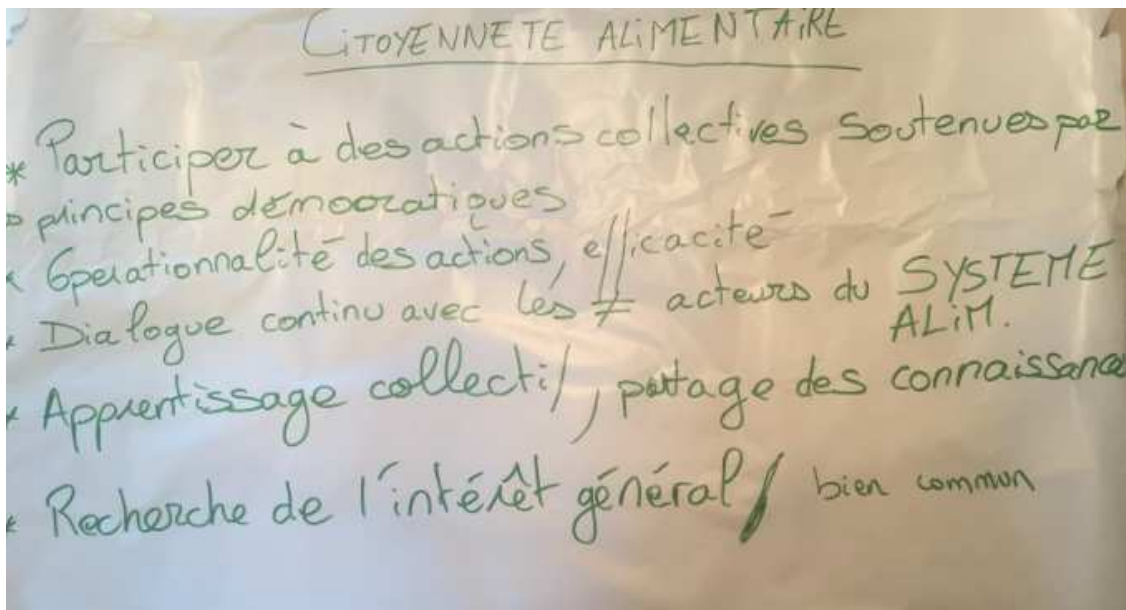 CiTOYENNETE ALiMENTAiRE
* Participer à des actions collectives soutenues par
principes démocratiques
* Opérationnalité des actions, efficacité
* Dialogue continu avec les ≠ acteurs du SYSTEME
ALiM.
* Apprentissage collectif, partage des connaissance
* Recherche de l'intérêt général / bien commun